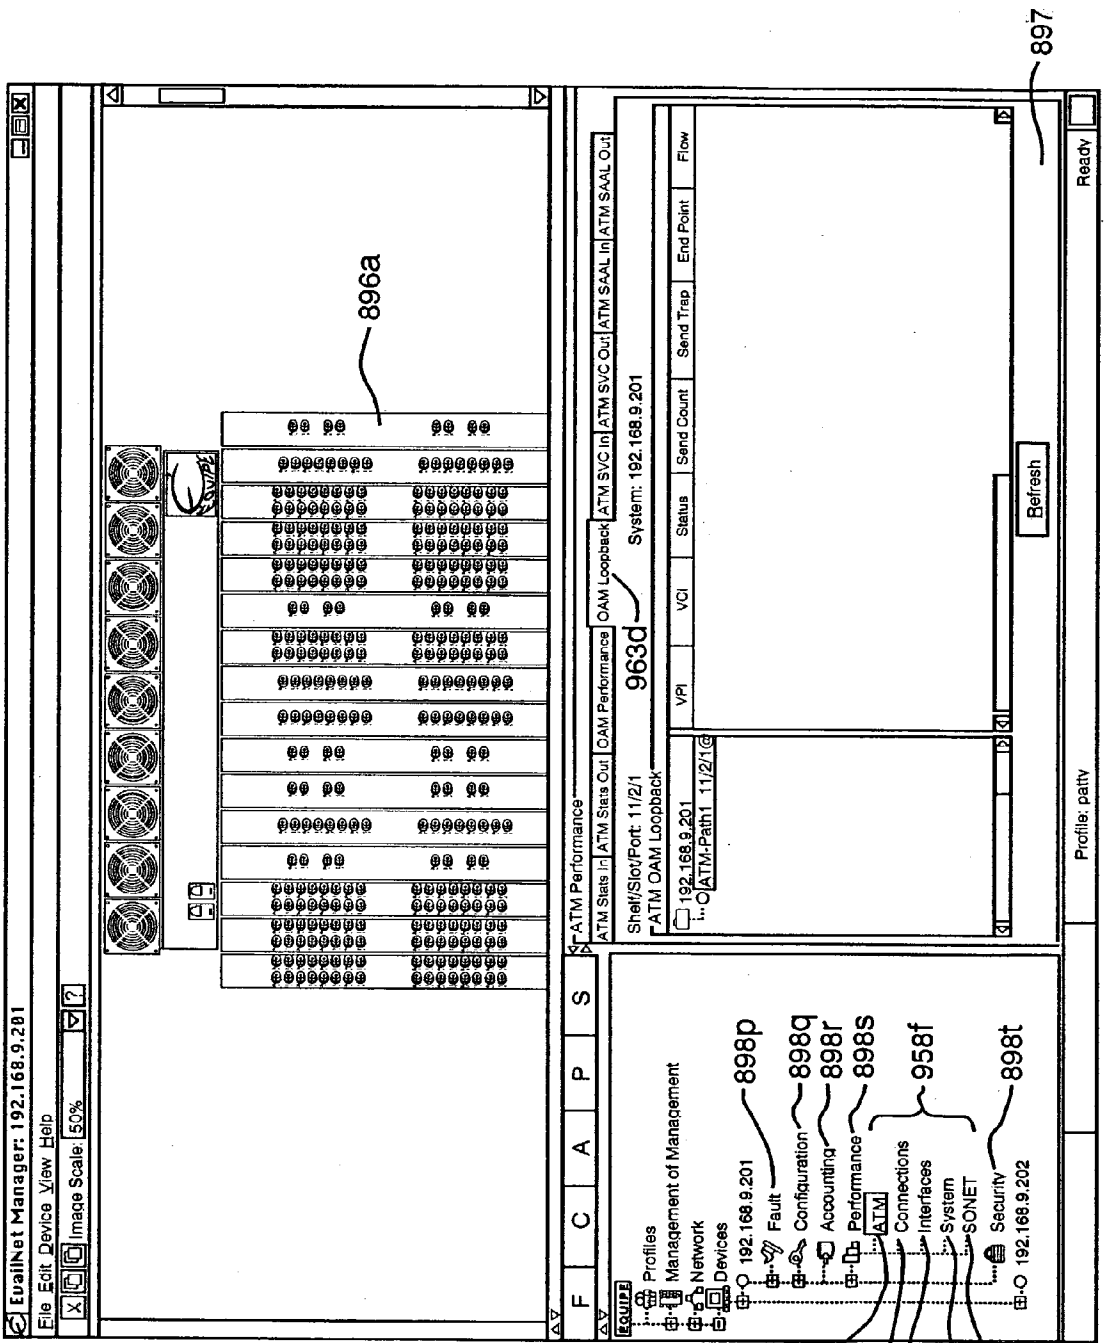 EvailNet Manager: 192.168.9.201
File Edit Device View Help
X Image Scale: 50% ?
896a
F C A P S
EQUIPE
Profiles
Management of Management
Network
Devices
192.168.9.201
898p
Fault
Configuration
898q
Accounting
898r
Performance
898s
ATM
Connections
Interfaces
958f
System
SONET
Security
898t
192.168.9.202
ATM Performance
ATM Stats In ATM Stats Out OAM Performance OAM Loopback ATM SVC In ATM SVC Out ATM SAAL In ATM SAAL Out
Shelf/Slot/Port: 11/2/1 963d System: 192.168.9.201
ATM OAM Loopback
192.168.9.201
ATM-Path1 11/2/1@
VPI VCI Status Send Count Send Trap End Point Flow
Refresh
897
Profile: patty Ready